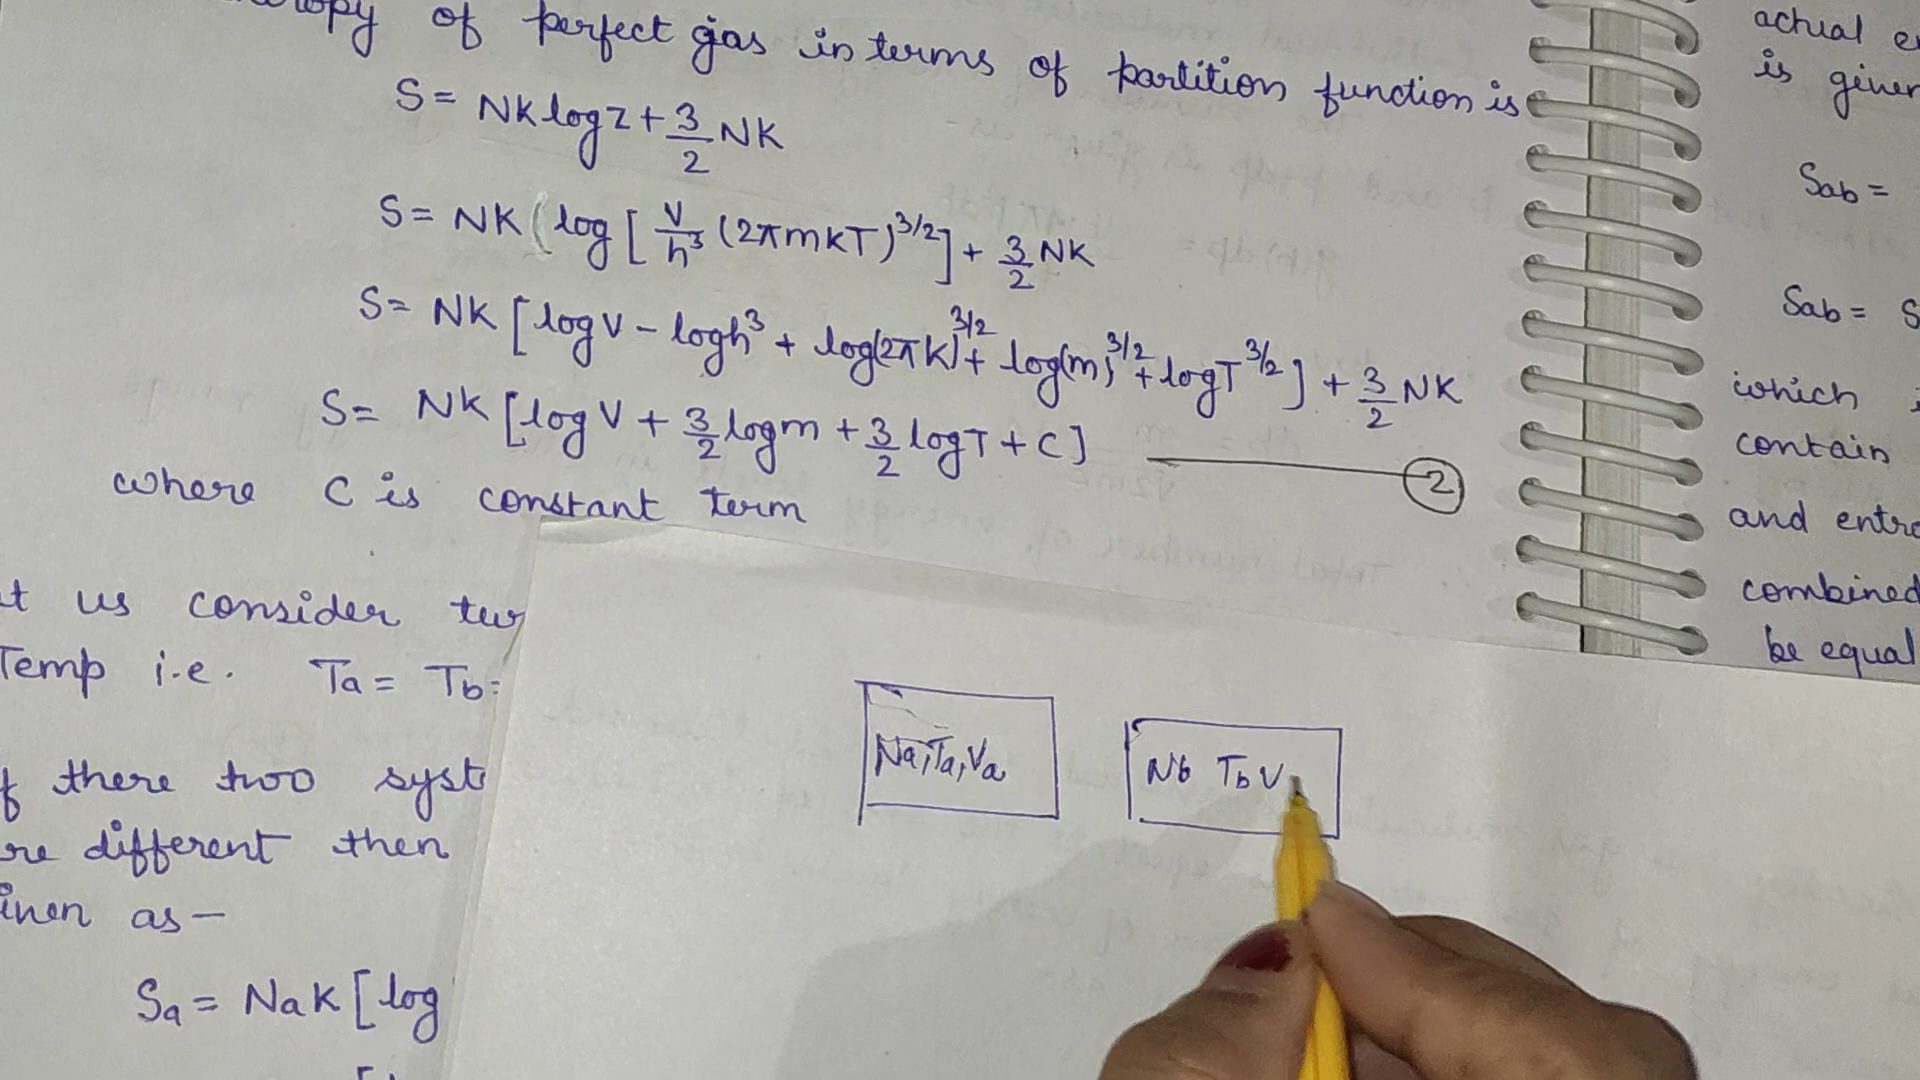 of perfect gas in terms of partition function is
S= NK log Z + 3/2 NK
S= NK ( log [ V/h³ (2πmKT)^3/2 ] + 3/2 NK
S= NK [ log V - log h³ + log(2πK)^3/2 + log(m)^3/2 + log T^3/2 ] + 3/2 NK
S= NK [ log V + 3/2 log m + 3/2 log T + C ] ——— 2
where C is constant term
us consider
Temp i.e. Ta = Tb =
there two syst
different then
as —
Sa = NaK [ log
Na, Ta, Va
Nb Tb V
actual
is given
Sab =
Sab = S
which
contain
and entro
combined
be equal